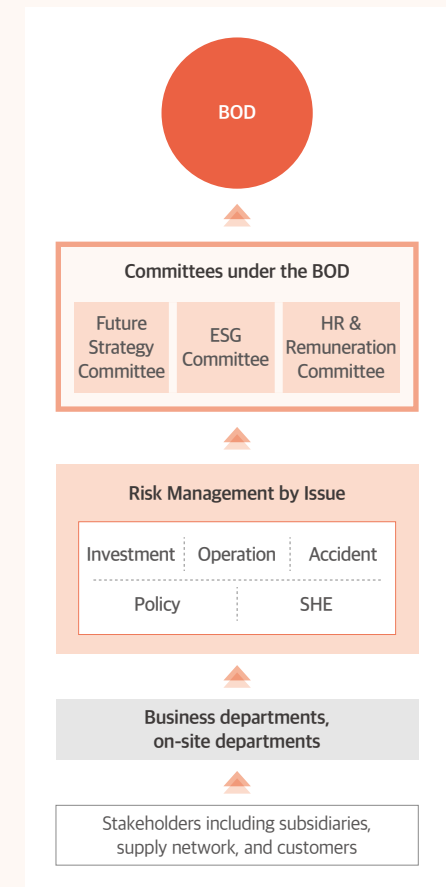 BOD
Committees under the BOD
Future
Strategy
Committee
ESG
Committee
HR &
Remuneration
Committee
Risk Management by Issue
Investment
Operation
Accident
Policy
SHE
Business departments,
on-site departments
Stakeholders including subsidiaries,
supply network, and customers